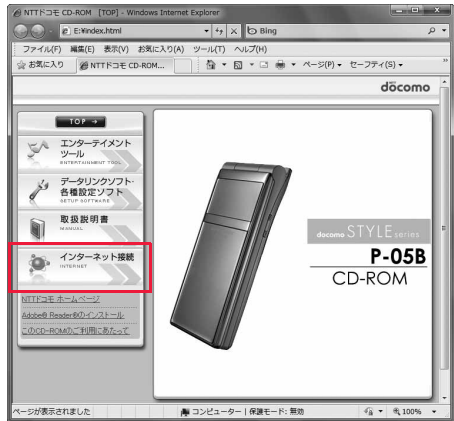 NTTドコモ CD-ROM [TOP] - Windows Internet Explorer
E:¥index.html
Bing
ファイル(F) 編集(E) 表示(V) お気に入り(A) ツール(T) ヘルプ(H)
お気に入り NTTドコモ CD-ROM... ページ(P) セーフティ(S) »
NTT
döcomo
TOP →
エンターテイメント
ツール
ENTERTAINMENT TOOL
データリンクソフト・
各種設定ソフト
SETUP SOFTWARE
取扱説明書
MANUAL
インターネット接続
INTERNET
NTTドコモ ホームページ
Adobe® Reader®のインストール
このCD-ROMのご利用にあたって
docomo STYLE series
P-05B
CD-ROM
ページが表示されました コンピューター | 保護モード: 無効 100%